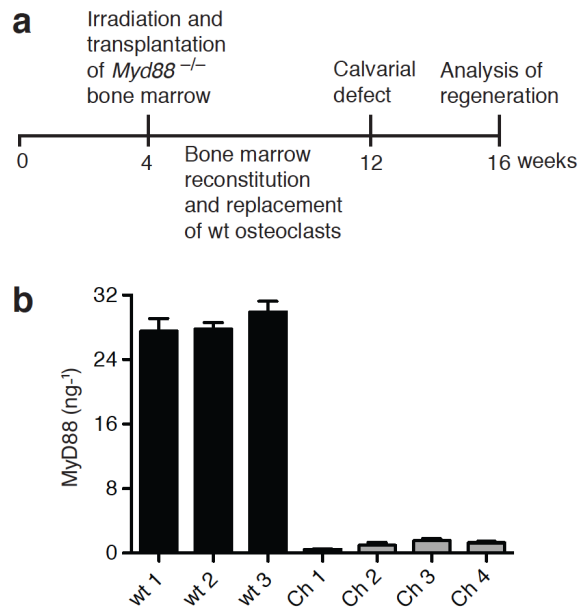 a
Irradiation and
transplantation
of Myd88 –/–
bone marrow
Calvarial
defect
Analysis of
regeneration
0
4
12
16 weeks
Bone marrow
reconstitution
and replacement
of wt osteoclasts
b
MyD88 (ng-1)
32
24
16
8
0
wt 1
wt 2
wt 3
Ch 1
Ch 2
Ch 3
Ch 4